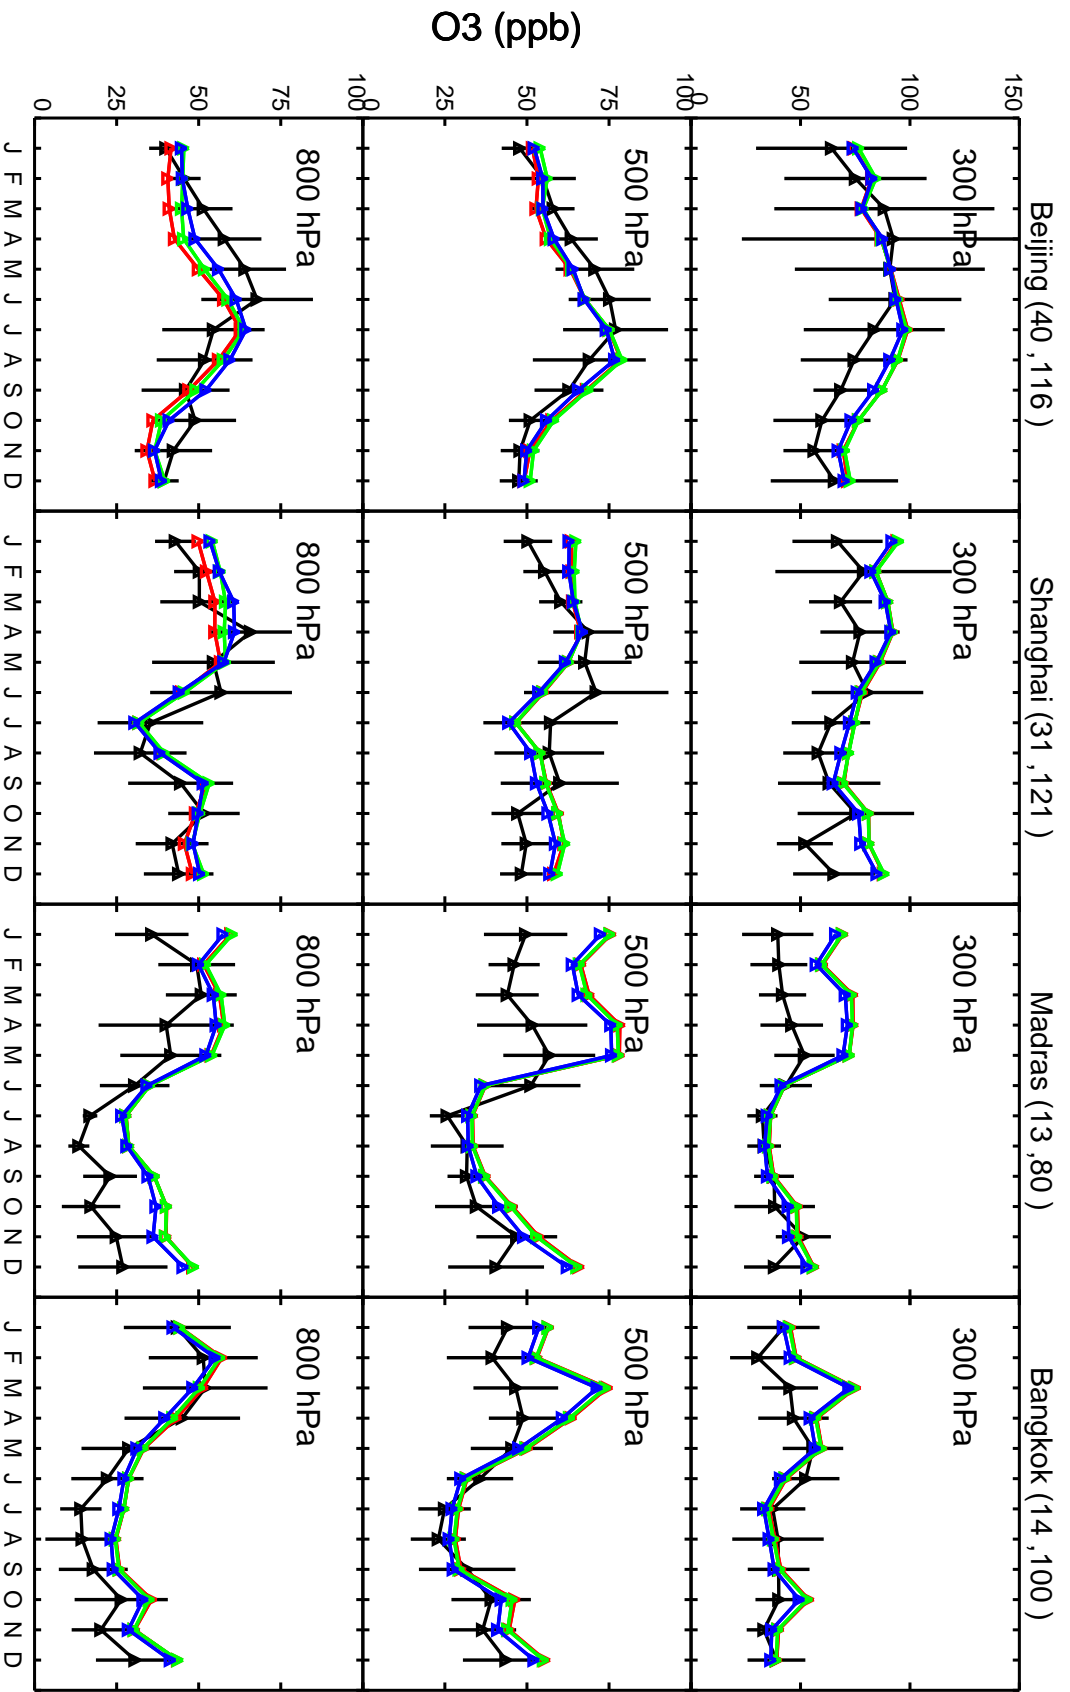 Beijing (40 ,116 ) Shanghai (31 ,121 ) Madras (13 ,80 ) Bangkok (14 ,100 )
150
300 hPa 300 hPa 300 hPa 300 hPa
100
50
0
100
500 hPa 500 hPa 500 hPa 500 hPa
75
50
25
0
100
800 hPa 800 hPa 800 hPa 800 hPa
75
50
25
0
J F M A M J J A S O N D J F M A M J J A S O N D J F M A M J J A S O N D J F M A M J J A S O N D
O3 (ppb)